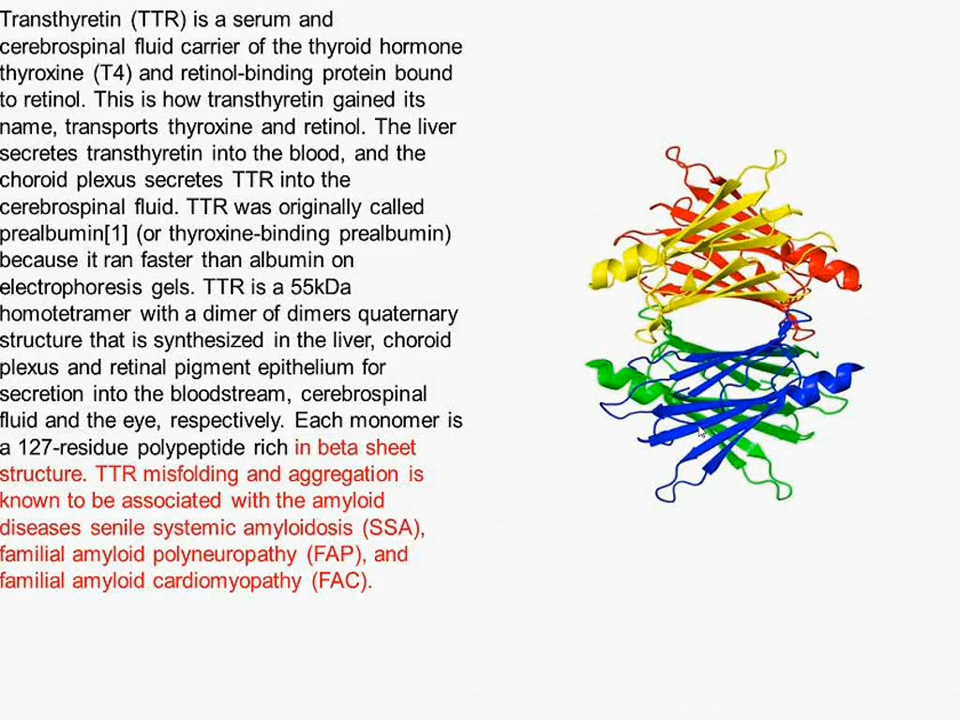 Transthyretin (TTR) is a serum and
cerebrospinal fluid carrier of the thyroid hormone
thyroxine (T4) and retinol-binding protein bound
to retinol. This is how transthyretin gained its
name, transports thyroxine and retinol. The liver
secretes transthyretin into the blood, and the
choroid plexus secretes TTR into the
cerebrospinal fluid. TTR was originally called
prealbumin[1] (or thyroxine-binding prealbumin)
because it ran faster than albumin on
electrophoresis gels. TTR is a 55kDa
homotetramer with a dimer of dimers quaternary
structure that is synthesized in the liver, choroid
plexus and retinal pigment epithelium for
secretion into the bloodstream, cerebrospinal
fluid and the eye, respectively. Each monomer is
a 127-residue polypeptide rich in beta sheet
structure. TTR misfolding and aggregation is
known to be associated with the amyloid
diseases senile systemic amyloidosis (SSA),
familial amyloid polyneuropathy (FAP), and
familial amyloid cardiomyopathy (FAC).